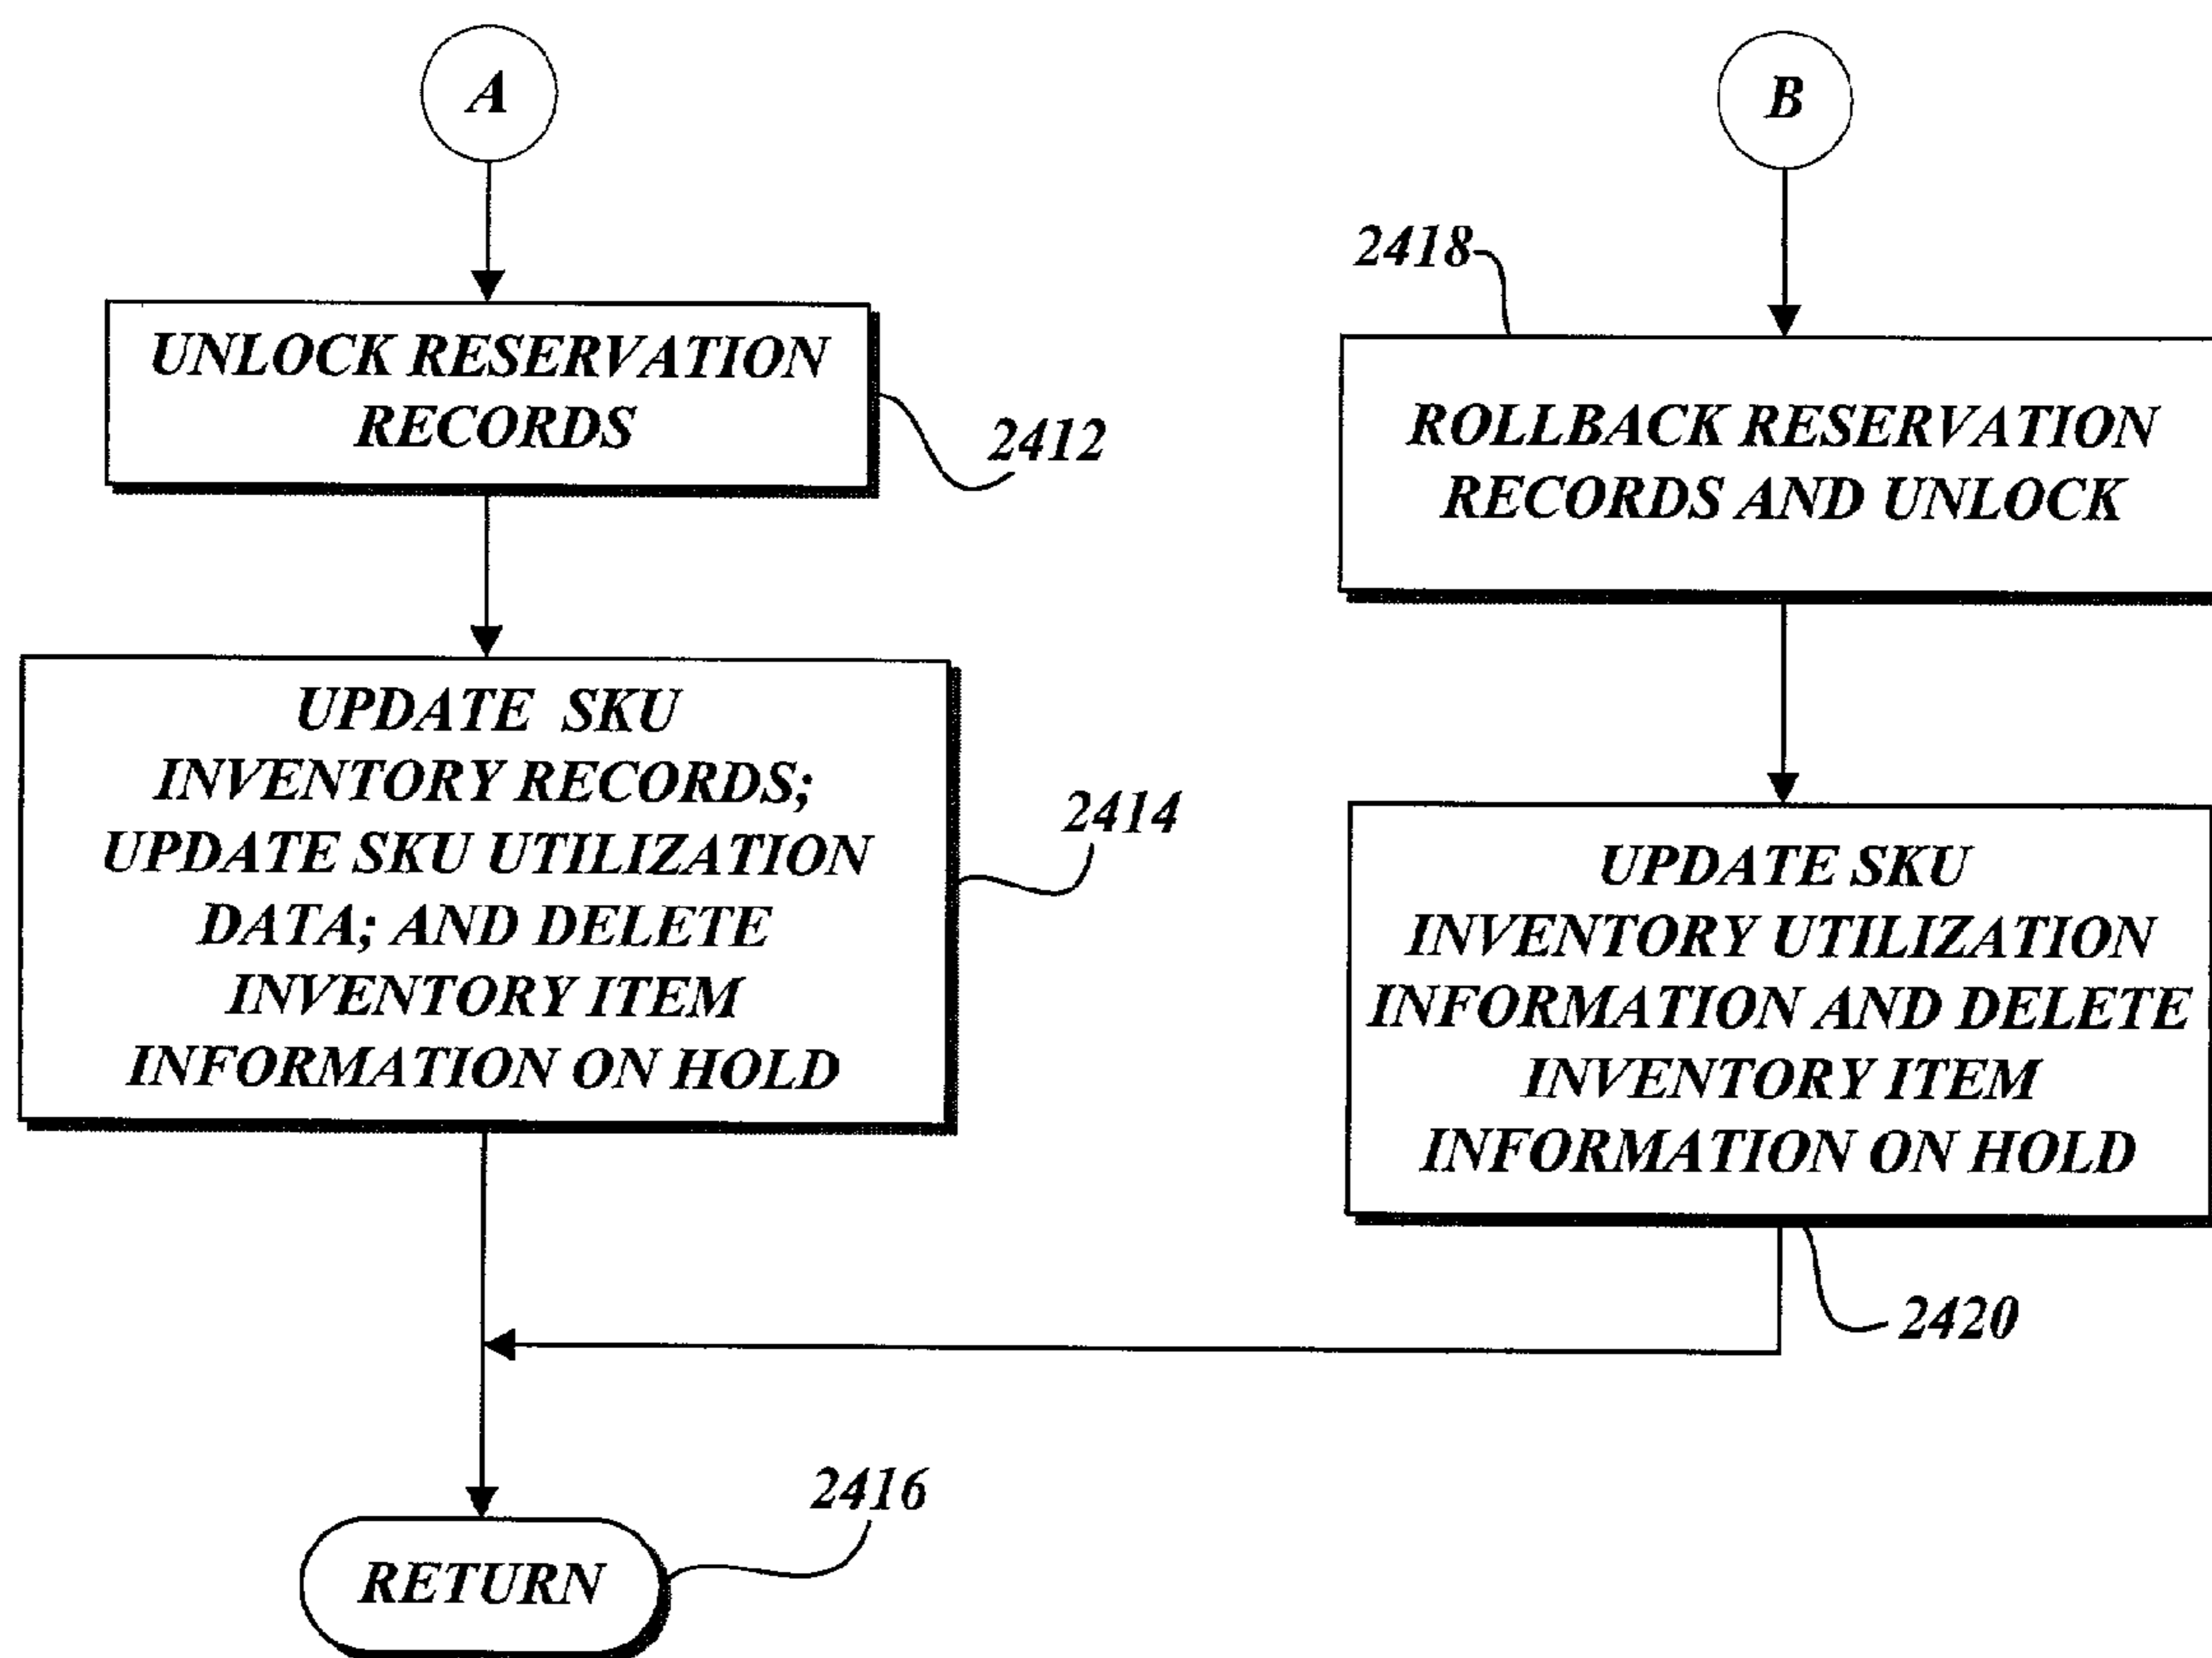 A
UNLOCK RESERVATION
RECORDS
2412
UPDATE SKU
INVENTORY RECORDS;
UPDATE SKU UTILIZATION
DATA; AND DELETE
INVENTORY ITEM
INFORMATION ON HOLD
2414
RETURN
2416
B
2418
ROLLBACK RESERVATION
RECORDS AND UNLOCK
UPDATE SKU
INVENTORY UTILIZATION
INFORMATION AND DELETE
INVENTORY ITEM
INFORMATION ON HOLD
2420